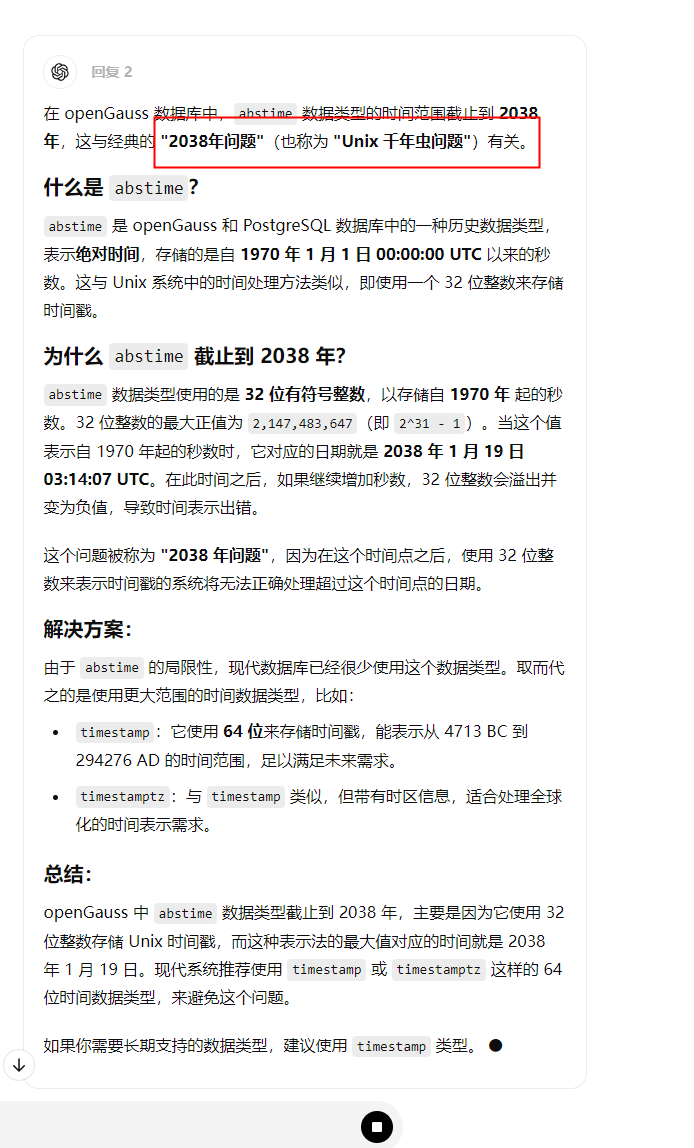 回复 2
在 openGauss 数据库中，abstime 数据类型的时间范围截止到 2038
年，这与经典的 "2038年问题"（也称为 "Unix 千年虫问题"）有关。
什么是 abstime？
abstime 是 openGauss 和 PostgreSQL 数据库中的一种历史数据类型，
表示绝对时间，存储的是自 1970 年 1 月 1 日 00:00:00 UTC 以来的秒
数。这与 Unix 系统中的时间处理方法类似，即使用一个 32 位整数来存储
时间戳。
为什么 abstime 截止到 2038 年？
abstime 数据类型使用的是 32 位有符号整数，以存储自 1970 年 起的秒
数。32 位整数的最大正值为 2,147,483,647（即 2^31 - 1）。当这个值
表示自 1970 年起的秒数时，它对应的日期就是 2038 年 1 月 19 日
03:14:07 UTC。在此时间之后，如果继续增加秒数，32 位整数会溢出并
变为负值，导致时间表示出错。
这个问题被称为 "2038 年问题"，因为在这个时间点之后，使用 32 位整
数来表示时间戳的系统将无法正确处理超过这个时间点的日期。
解决方案：
由于 abstime 的局限性，现代数据库已经很少使用这个数据类型。取而代
之的是使用更大范围的时间数据类型，比如：
• timestamp：它使用 64 位来存储时间戳，能表示从 4713 BC 到
294276 AD 的时间范围，足以满足未来需求。
• timestamptz：与 timestamp 类似，但带有时区信息，适合处理全球
化的时间表示需求。
总结：
openGauss 中 abstime 数据类型截止到 2038 年，主要是因为它使用 32
位整数存储 Unix 时间戳，而这种表示法的最大值对应的时间就是 2038
年 1 月 19 日。现代系统推荐使用 timestamp 或 timestamptz 这样的 64
位时间数据类型，来避免这个问题。
如果你需要长期支持的数据类型，建议使用 timestamp 类型。